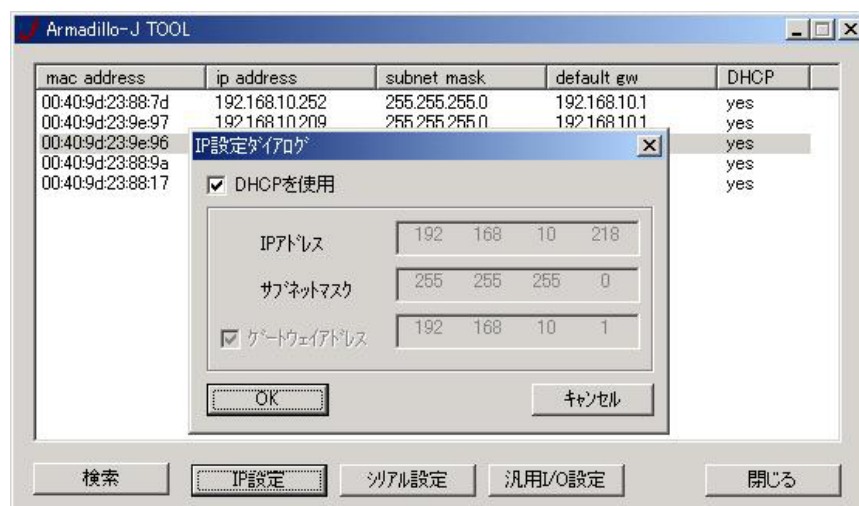 Armadillo-J TOOL
mac address ip address subnet mask default gw DHCP
00:40:9d:23:88:7d 192.168.10.252 255.255.255.0 192.168.10.1 yes
00:40:9d:23:9e:97 192.168.10.209 255.255.255.0 192.168.10.1 yes
00:40:9d:23:9e:96 yes
00:40:9d:23:88:9a yes
00:40:9d:23:88:17 yes
IP設定ダイアログ
DHCPを使用
IPアドレス 192 168 10 218
サブネットマスク 255 255 255 0
ゲートウェイアドレス 192 168 10 1
OK キャンセル
検索 IP設定 シリアル設定 汎用I/O設定 閉じる